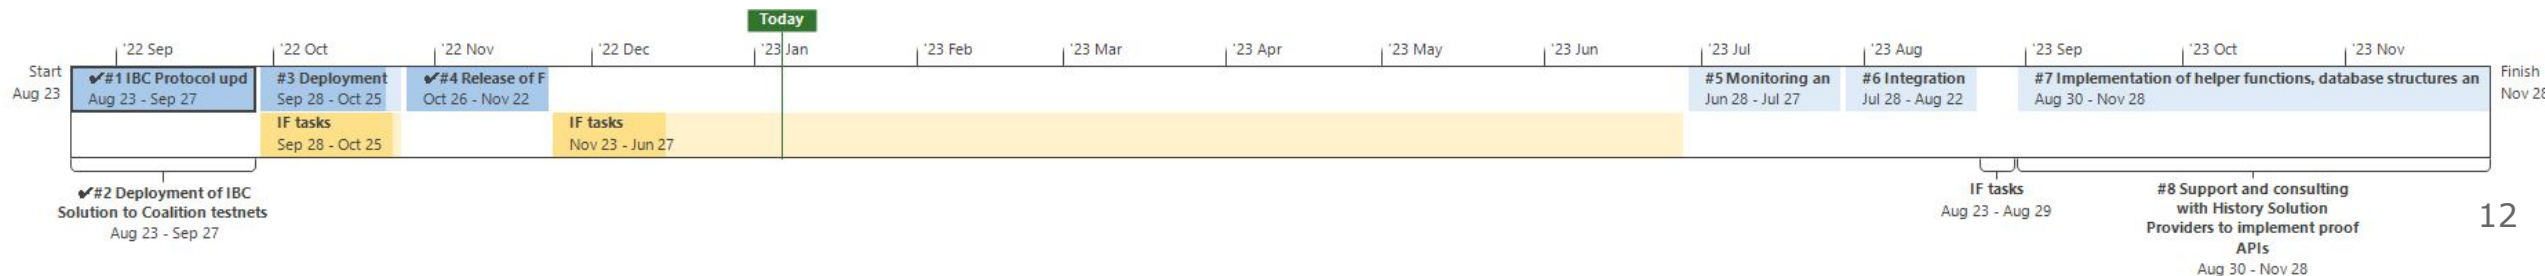 Today
'22 Sep
'22 Oct
'22 Nov
'22 Dec
'23 Jan
'23 Feb
'23 Mar
'23 Apr
'23 May
'23 Jun
'23 Jul
'23 Aug
'23 Sep
'23 Oct
'23 Nov
Start
Aug 23
✔#1 IBC Protocol upd
Aug 23 - Sep 27
#3 Deployment
Sep 28 - Oct 25
✔#4 Release of F
Oct 26 - Nov 22
#5 Monitoring an
Jun 28 - Jul 27
#6 Integration
Jul 28 - Aug 22
#7 Implementation of helper functions, database structures an
Aug 30 - Nov 28
Finish
Nov 28
IF tasks
Sep 28 - Oct 25
IF tasks
Nov 23 - Jun 27
✔#2 Deployment of IBC
Solution to Coalition testnets
Aug 23 - Sep 27
IF tasks
Aug 23 - Aug 29
#8 Support and consulting
with History Solution
Providers to implement proof
APIs
Aug 30 - Nov 28
12